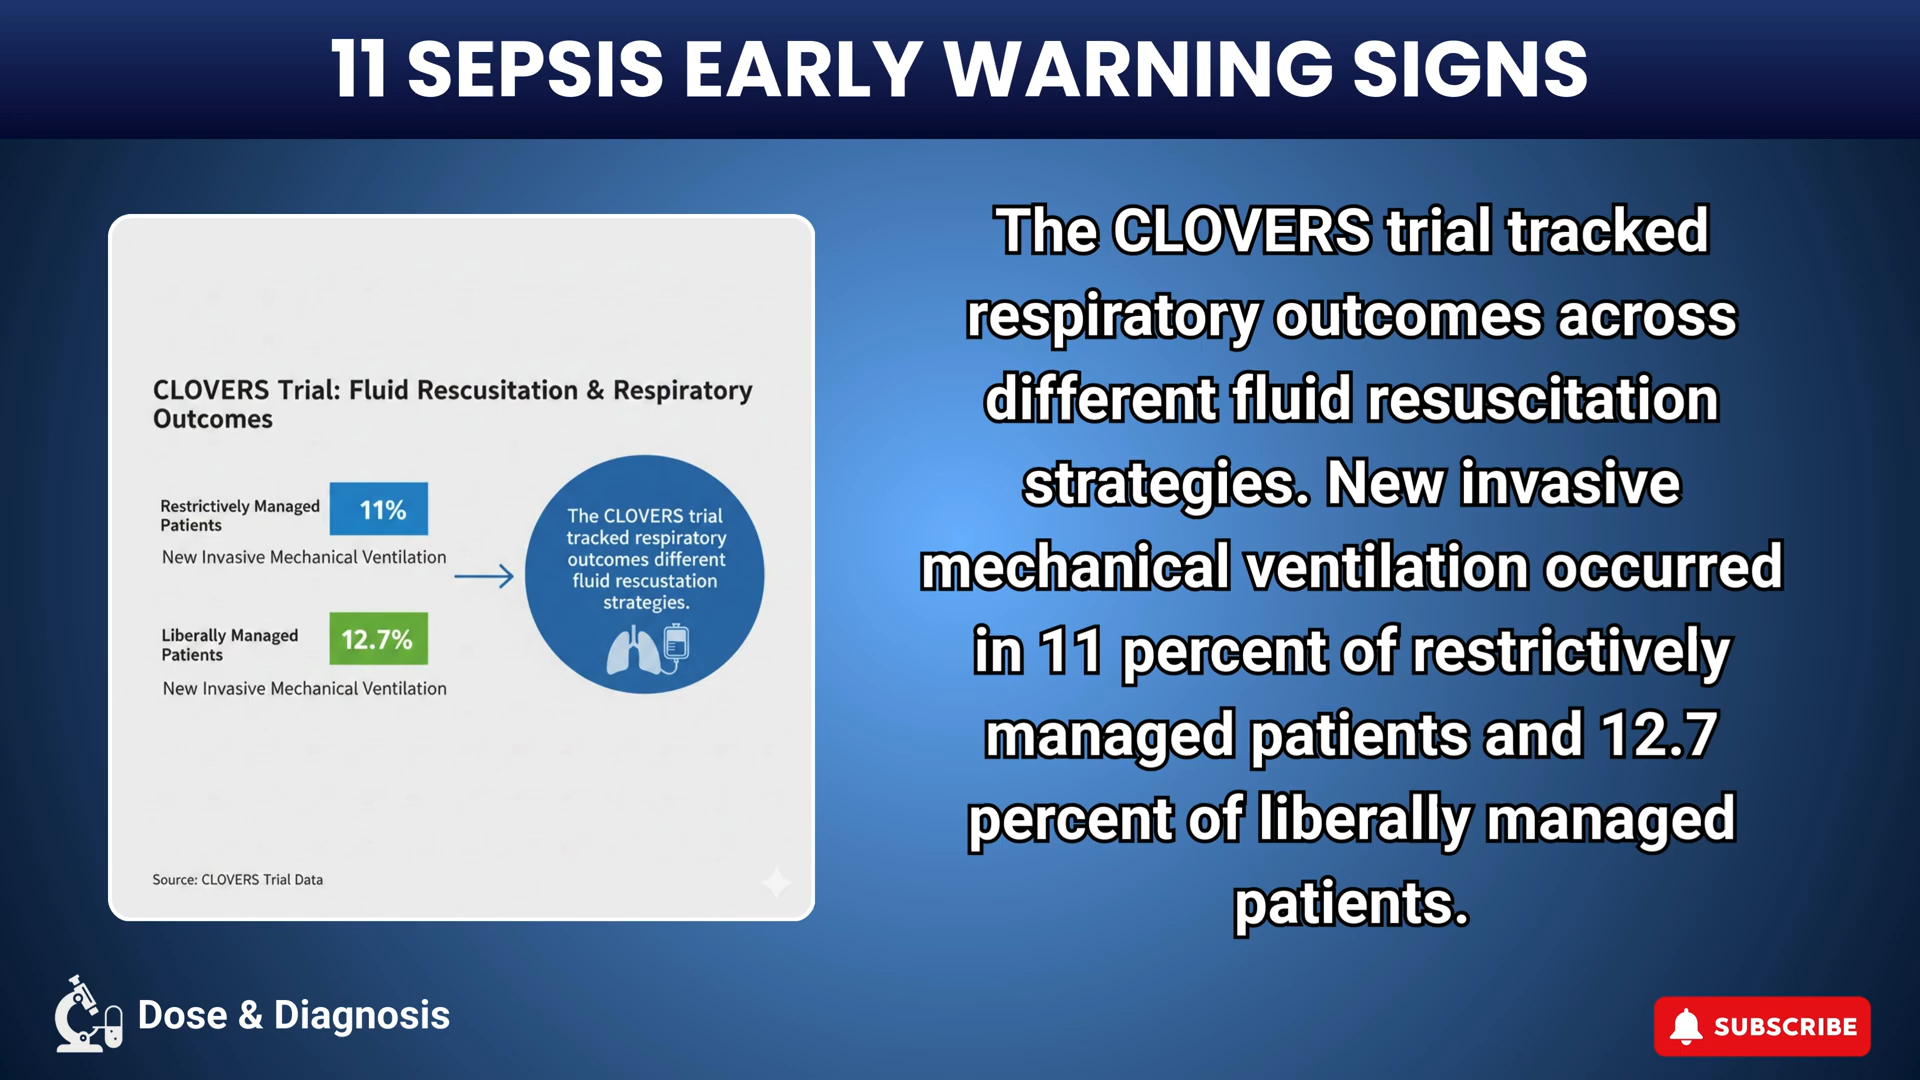 11 SEPSIS EARLY WARNING SIGNS
CLOVERS Trial: Fluid Rescusitation & Respiratory
Outcomes
Restrictively Managed
Patients
11%
New Invasive Mechanical Ventilation
Liberally Managed
Patients
12.7%
New Invasive Mechanical Ventilation
The CLOVERS trial
tracked respiratory
outcomes different
fluid rescustation
strategies.
Source: CLOVERS Trial Data
The CLOVERS trial tracked
respiratory outcomes across
different fluid resuscitation
strategies. New invasive
mechanical ventilation occurred
in 11 percent of restrictively
managed patients and 12.7
percent of liberally managed
patients.
Dose & Diagnosis
SUBSCRIBE